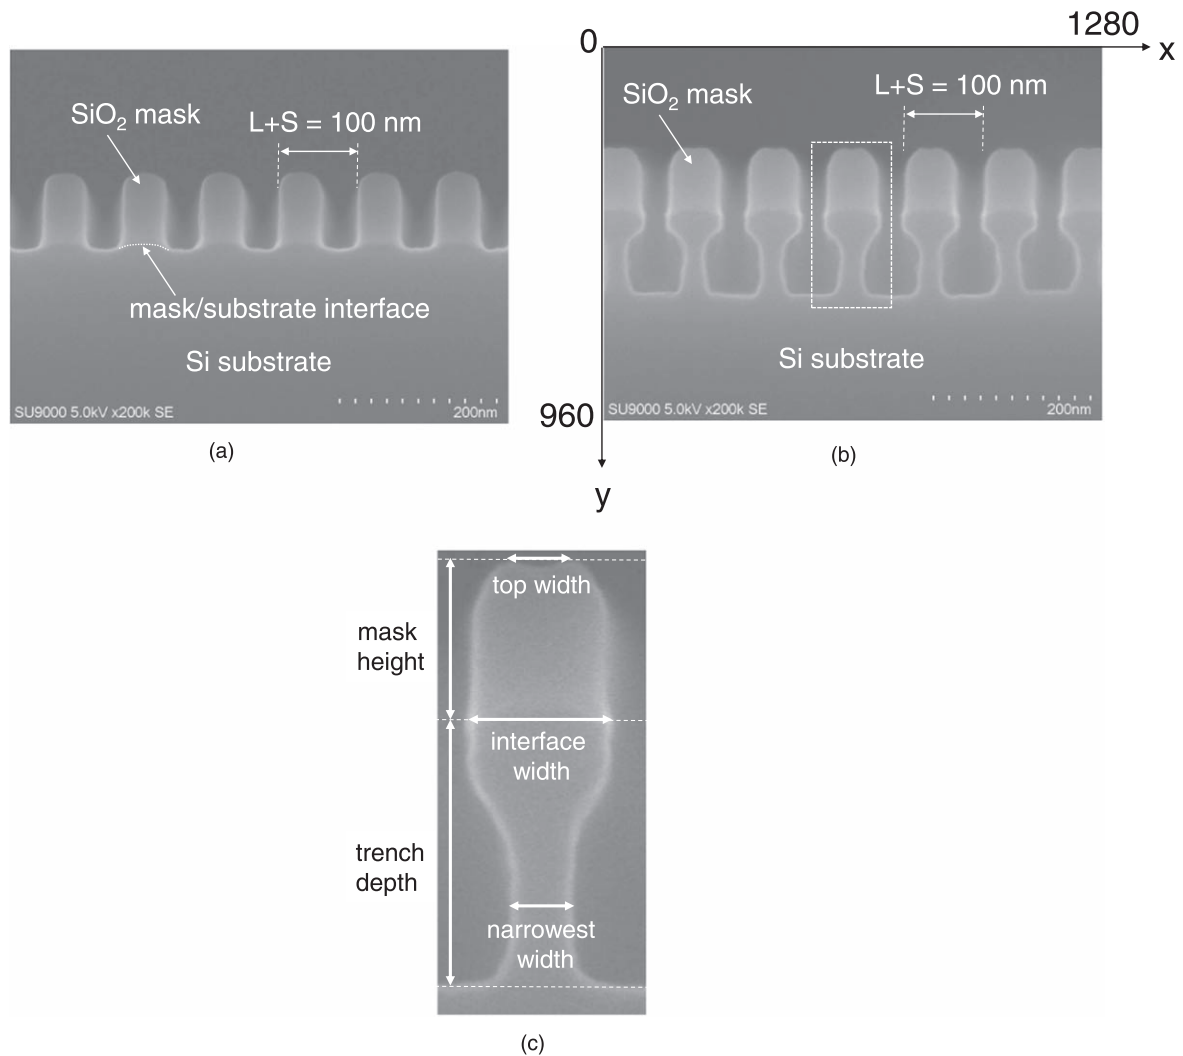 SiO₂ mask
L+S = 100 nm
mask/substrate interface
Si substrate
SU9000 5.0kV x200k SE
200nm
(a)
0
1280
x
SiO₂ mask
L+S = 100 nm
Si substrate
960
SU9000 5.0kV x200k SE
200nm
y
(b)
top width
mask
height
interface
width
trench
depth
narrowest
width
(c)